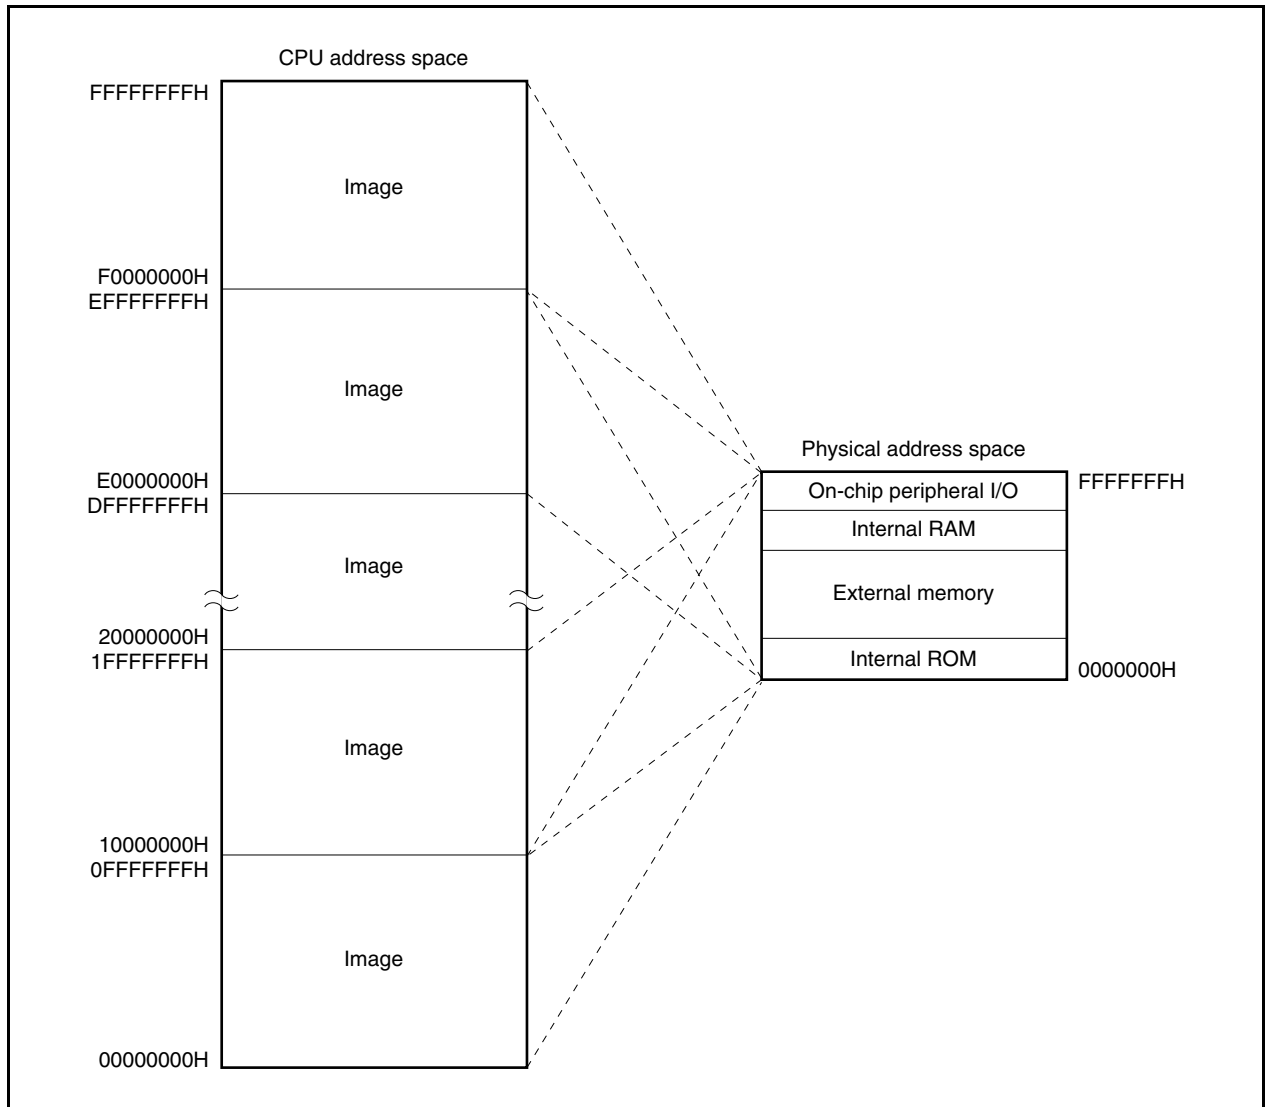 CPU address space
FFFFFFFFH
Image
F0000000H
EFFFFFFFH
Image
E0000000H
DFFFFFFFH
Image
20000000H
1FFFFFFFH
Image
10000000H
0FFFFFFFH
Image
00000000H
Physical address space
On-chip peripheral I/O
FFFFFFFH
Internal RAM
External memory
Internal ROM
0000000H